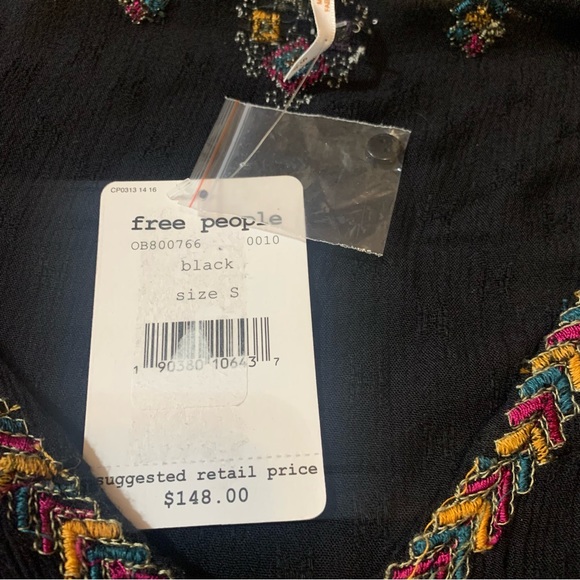 CP0313 14 16
free people
OB800766 0010
black
size S
1 90380 10643 7
suggested retail price
$148.00